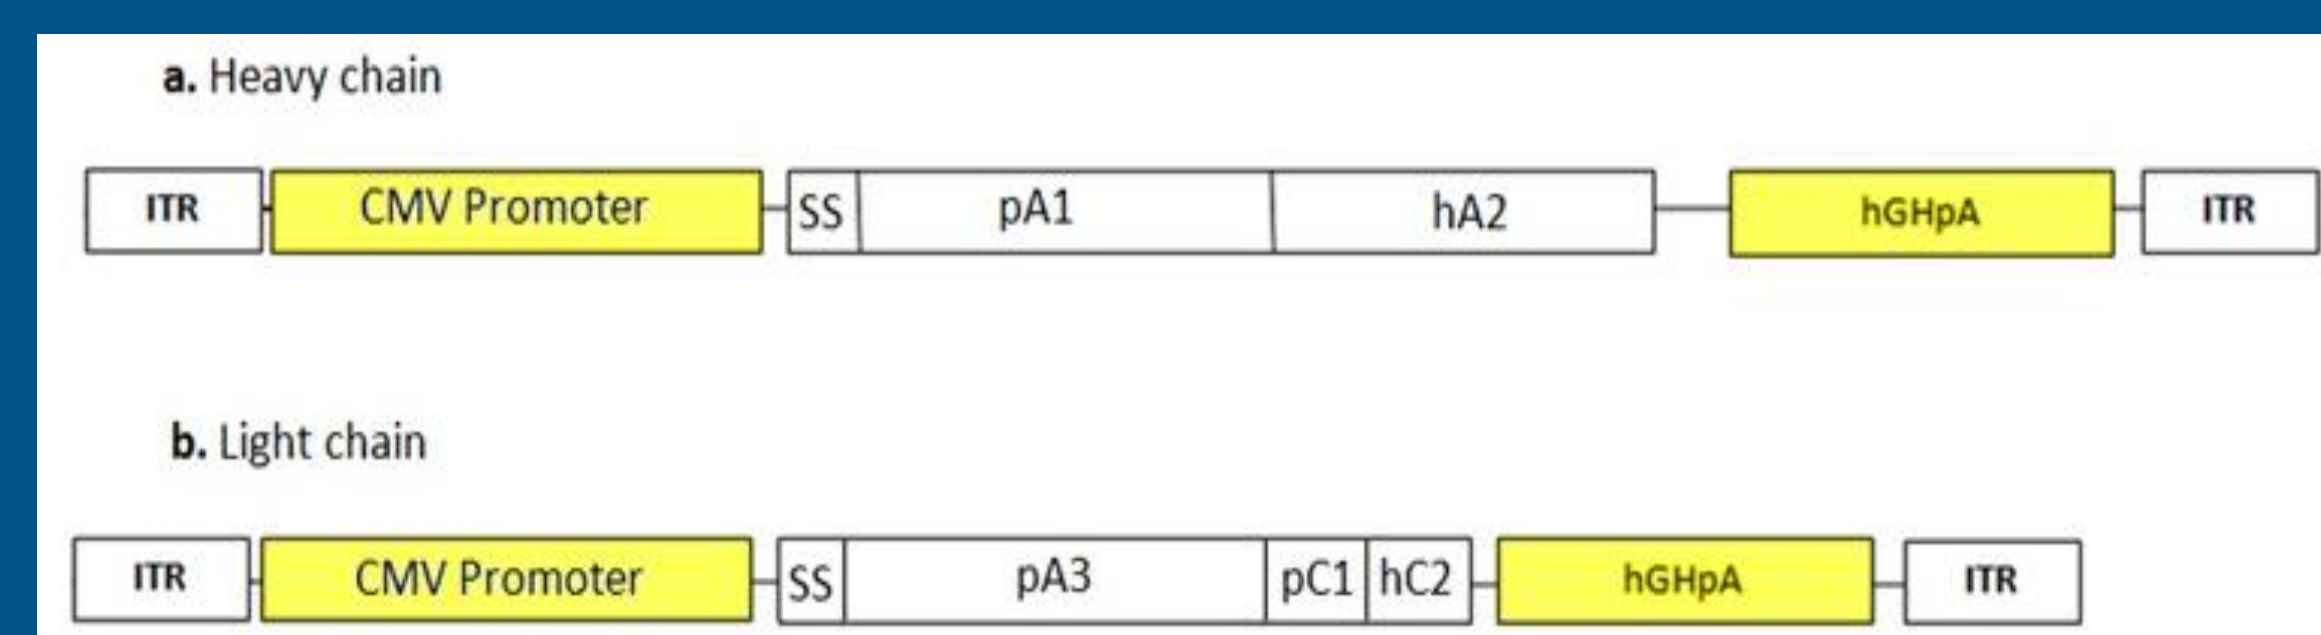 a. Heavy chain
ITR CMV Promoter SS pA1 hA2 hGHpA ITR
b. Light chain
ITR CMV Promoter SS pA3 pC1 hC2 hGHpA ITR